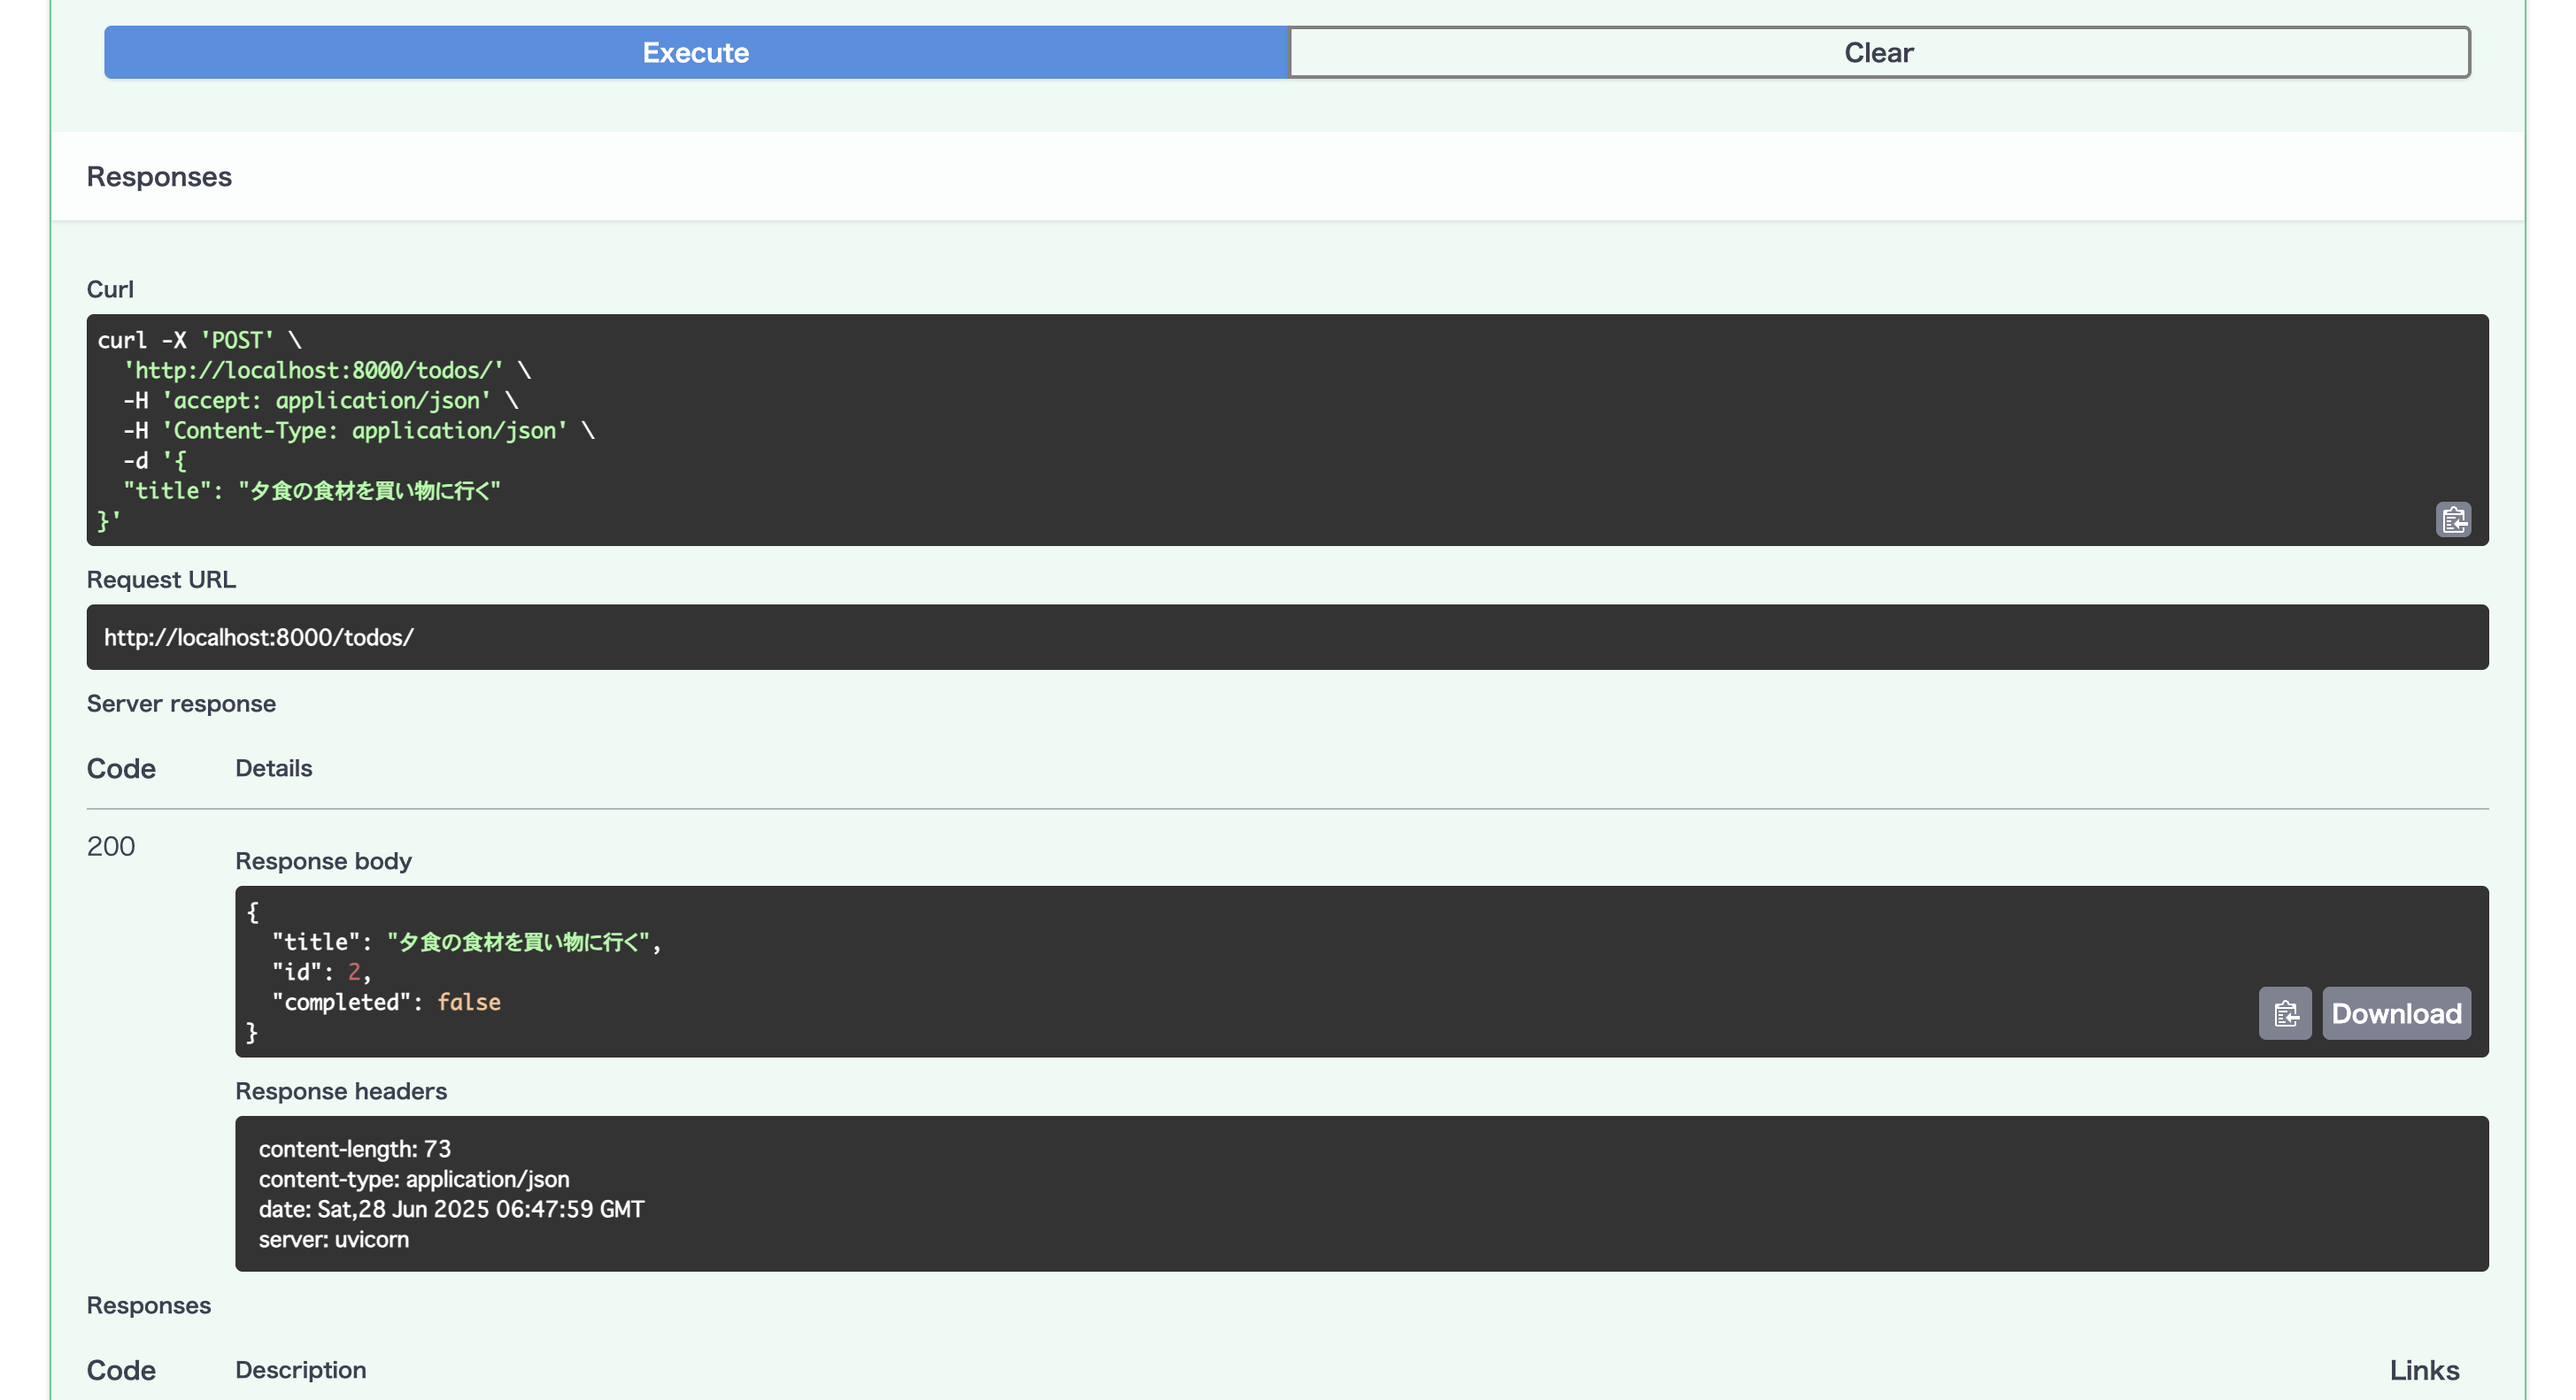 Execute
Clear
Responses
Curl
curl -X 'POST' \
'http://localhost:8000/todos/' \
-H 'accept: application/json' \
-H 'Content-Type: application/json' \
-d '{
"title": "夕食の食材を買い物に行く"
}'
Request URL
http://localhost:8000/todos/
Server response
Code
Details
200
Response body
{
"title": "夕食の食材を買い物に行く",
"id": 2,
"completed": false
}
Download
Response headers
content-length: 73
content-type: application/json
date: Sat,28 Jun 2025 06:47:59 GMT
server: uvicorn
Responses
Code
Description
Links